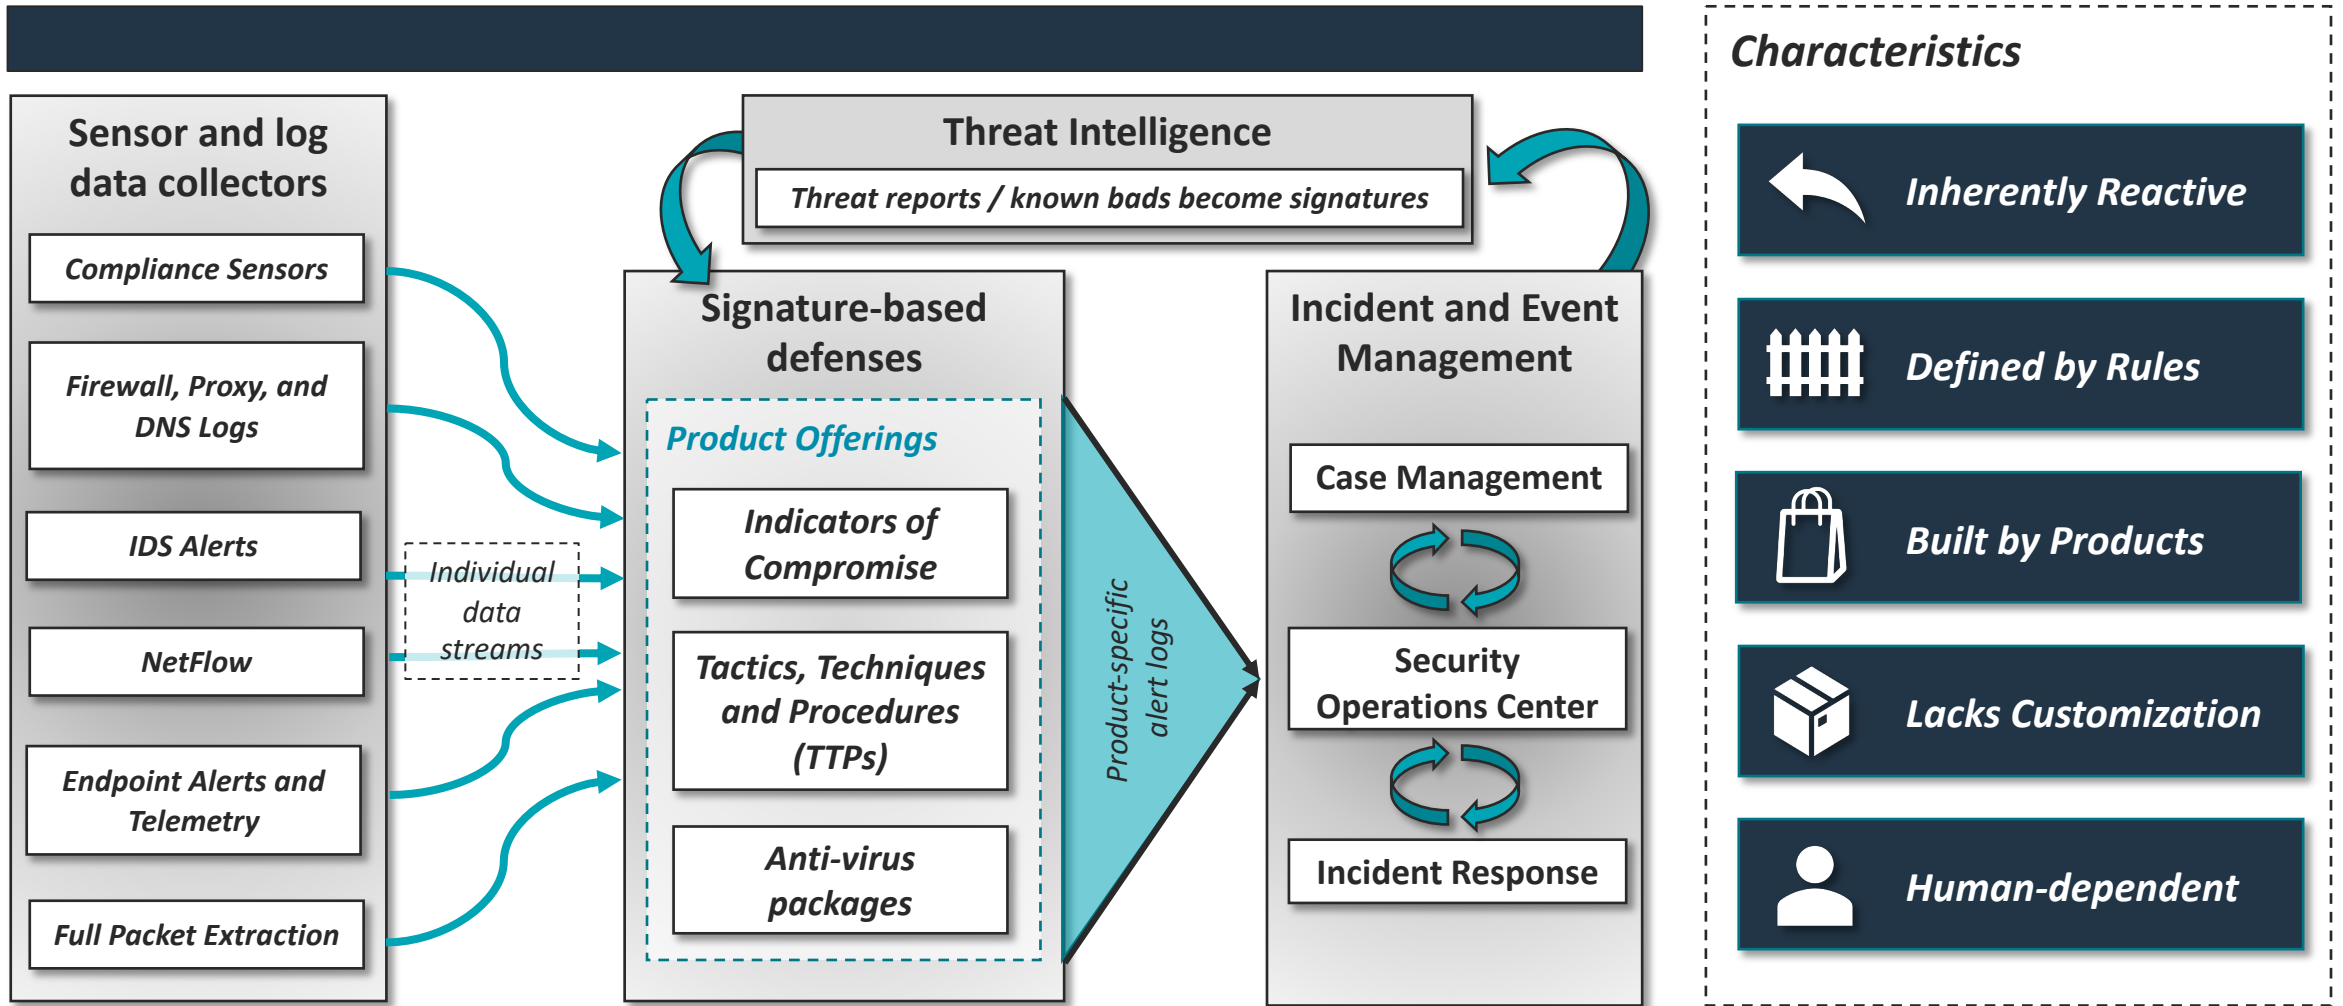 Sensor and log
data collectors
Compliance Sensors
Firewall, Proxy, and
DNS Logs
IDS Alerts
NetFlow
Endpoint Alerts and
Telemetry
Full Packet Extraction
Individual
data
streams
Threat Intelligence
Threat reports / known bads become signatures
Signature-based
defenses
Product Offerings
Indicators of
Compromise
Tactics, Techniques
and Procedures
(TTPs)
Anti-virus
packages
Product-specific
alert logs
Incident and Event
Management
Case Management
Security
Operations Center
Incident Response
Characteristics
Inherently Reactive
Defined by Rules
Built by Products
Lacks Customization
Human-dependent